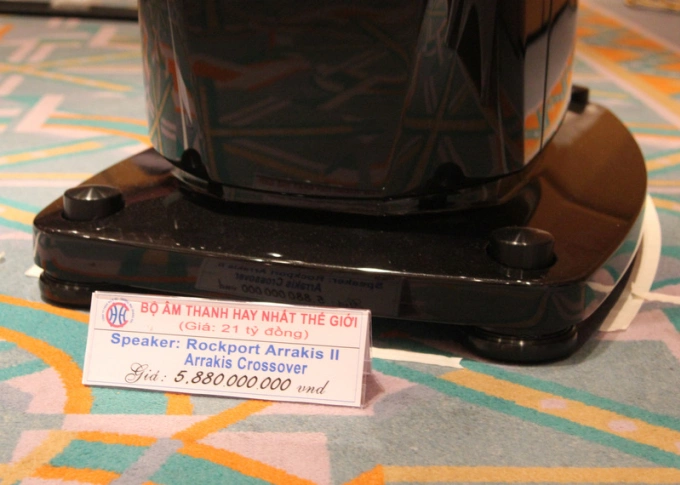 BỘ ÂM THANH HAY NHẤT THẾ GIỚI
(Giá: 21 tỷ đồng)
Speaker: Rockport Arrakis II
Arrakis Crossover
Giá: 5.880 000 000 vnd